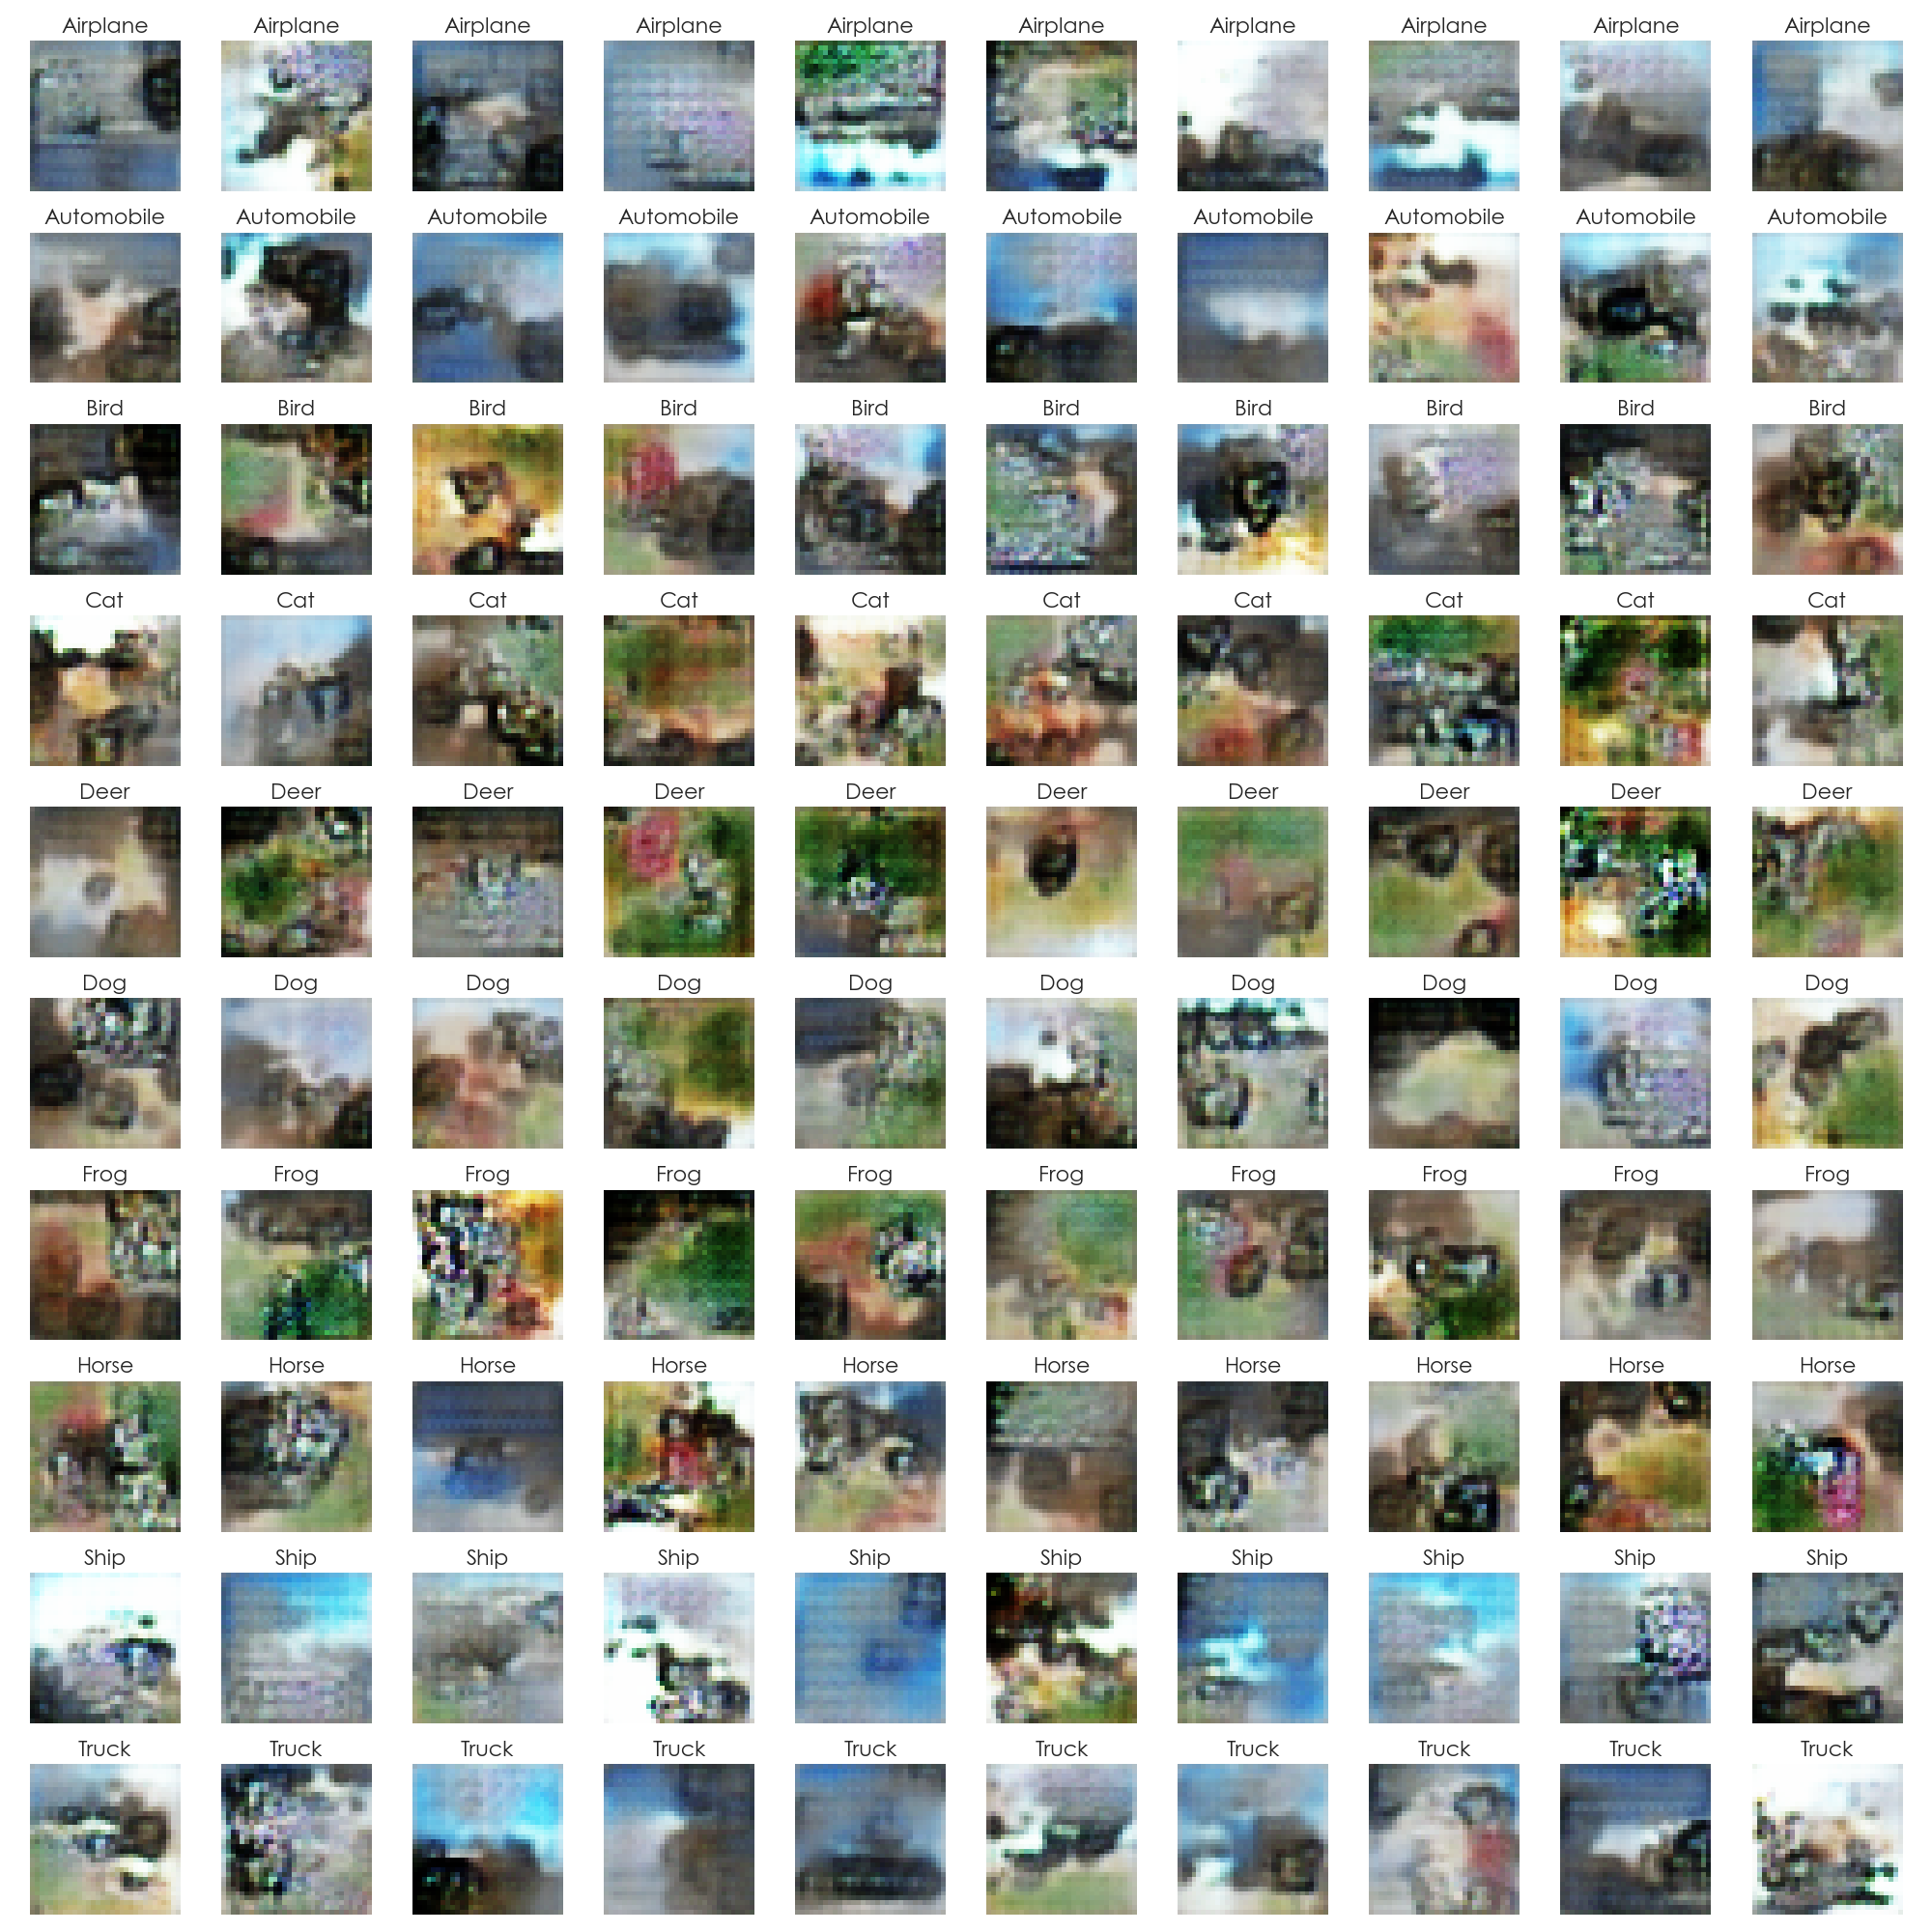 Airplane Airplane Airplane Airplane Airplane Airplane Airplane Airplane Airplane Airplane
Automobile Automobile Automobile Automobile Automobile Automobile Automobile Automobile Automobile Automobile
Bird Bird Bird Bird Bird Bird Bird Bird Bird Bird
Cat Cat Cat Cat Cat Cat Cat Cat Cat Cat
Deer Deer Deer Deer Deer Deer Deer Deer Deer Deer
Dog Dog Dog Dog Dog Dog Dog Dog Dog Dog
Frog Frog Frog Frog Frog Frog Frog Frog Frog Frog
Horse Horse Horse Horse Horse Horse Horse Horse Horse Horse
Ship Ship Ship Ship Ship Ship Ship Ship Ship Ship
Truck Truck Truck Truck Truck Truck Truck Truck Truck Truck